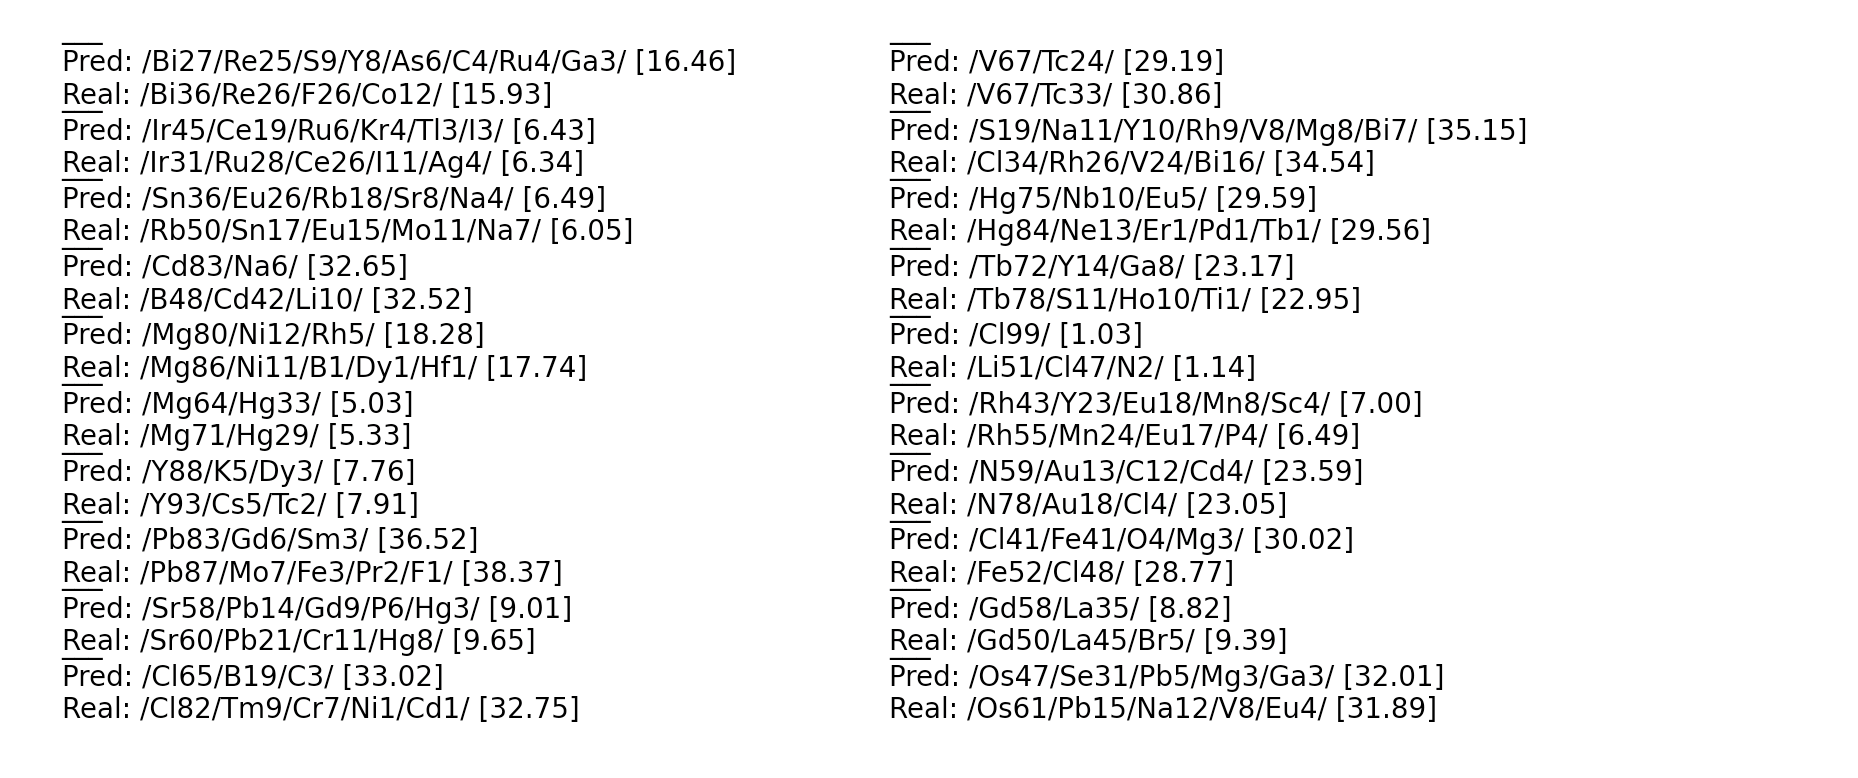 Pred: /Bi27/Re25/S9/Y8/As6/C4/Ru4/Ga3/ [16.46]
Real: /Bi36/Re26/F26/Co12/ [15.93]
Pred: /Ir45/Ce19/Ru6/Kr4/Tl3/I3/ [6.43]
Real: /Ir31/Ru28/Ce26/I11/Ag4/ [6.34]
Pred: /Sn36/Eu26/Rb18/Sr8/Na4/ [6.49]
Real: /Rb50/Sn17/Eu15/Mo11/Na7/ [6.05]
Pred: /Cd83/Na6/ [32.65]
Real: /B48/Cd42/Li10/ [32.52]
Pred: /Mg80/Ni12/Rh5/ [18.28]
Real: /Mg86/Ni11/B1/Dy1/Hf1/ [17.74]
Pred: /Mg64/Hg33/ [5.03]
Real: /Mg71/Hg29/ [5.33]
Pred: /Y88/K5/Dy3/ [7.76]
Real: /Y93/Cs5/Tc2/ [7.91]
Pred: /Pb83/Gd6/Sm3/ [36.52]
Real: /Pb87/Mo7/Fe3/Pr2/F1/ [38.37]
Pred: /Sr58/Pb14/Gd9/P6/Hg3/ [9.01]
Real: /Sr60/Pb21/Cr11/Hg8/ [9.65]
Pred: /Cl65/B19/C3/ [33.02]
Real: /Cl82/Tm9/Cr7/Ni1/Cd1/ [32.75]
Pred: /V67/Tc24/ [29.19]
Real: /V67/Tc33/ [30.86]
Pred: /S19/Na11/Y10/Rh9/V8/Mg8/Bi7/ [35.15]
Real: /Cl34/Rh26/V24/Bi16/ [34.54]
Pred: /Hg75/Nb10/Eu5/ [29.59]
Real: /Hg84/Ne13/Er1/Pd1/Tb1/ [29.56]
Pred: /Tb72/Y14/Ga8/ [23.17]
Real: /Tb78/S11/Ho10/Ti1/ [22.95]
Pred: /Cl99/ [1.03]
Real: /Li51/Cl47/N2/ [1.14]
Pred: /Rh43/Y23/Eu18/Mn8/Sc4/ [7.00]
Real: /Rh55/Mn24/Eu17/P4/ [6.49]
Pred: /N59/Au13/C12/Cd4/ [23.59]
Real: /N78/Au18/Cl4/ [23.05]
Pred: /Cl41/Fe41/O4/Mg3/ [30.02]
Real: /Fe52/Cl48/ [28.77]
Pred: /Gd58/La35/ [8.82]
Real: /Gd50/La45/Br5/ [9.39]
Pred: /Os47/Se31/Pb5/Mg3/Ga3/ [32.01]
Real: /Os61/Pb15/Na12/V8/Eu4/ [31.89]